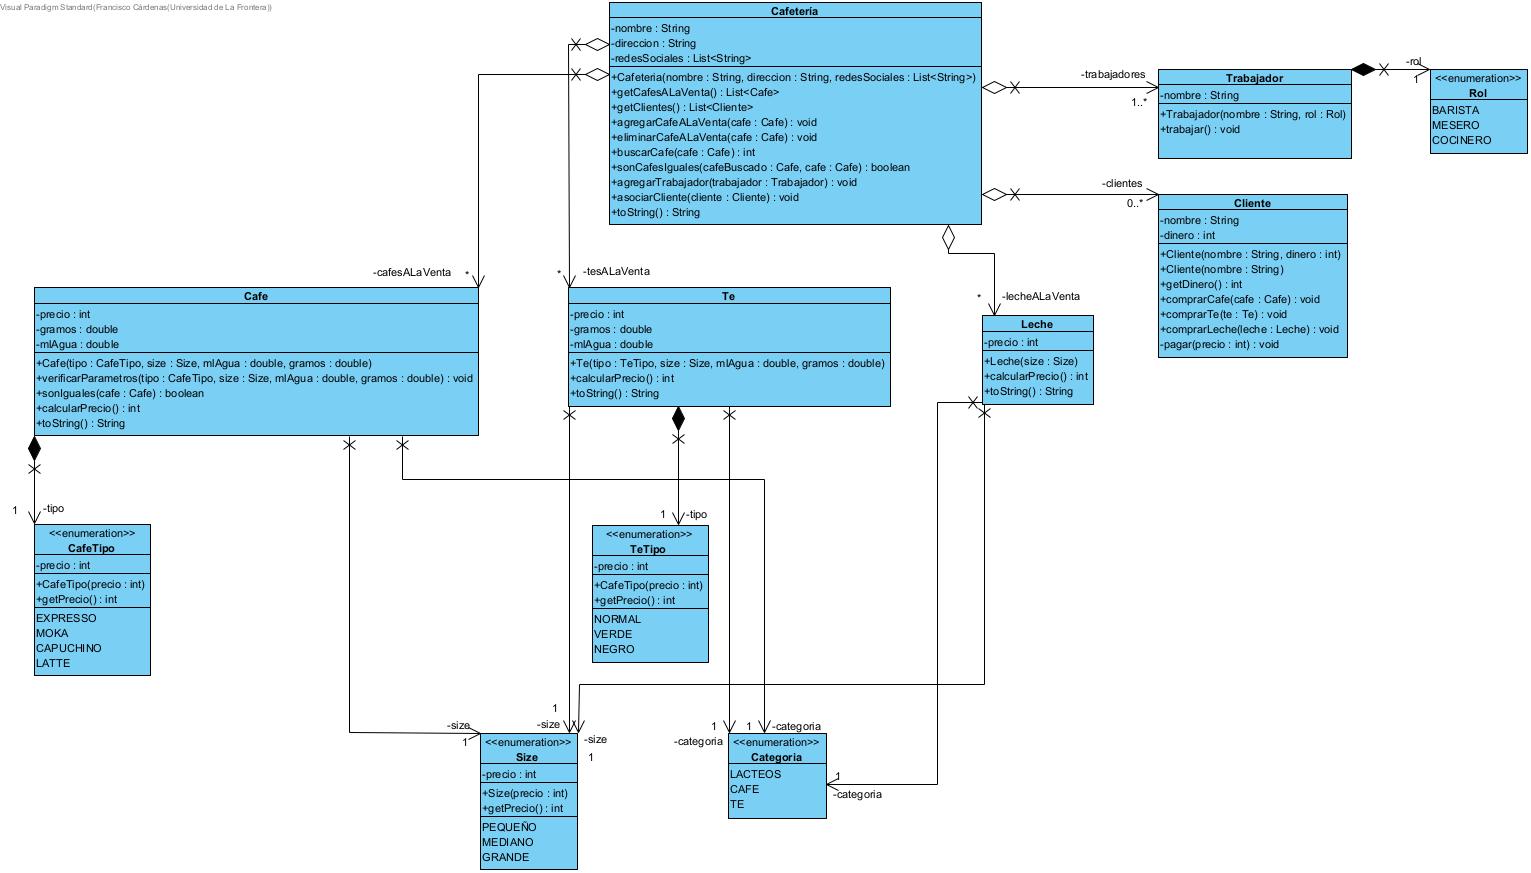 Visual Paradigm Standard(Francisco Cárdenas(Universidad de La Frontera))
Cafetería
-nombre : String
-direccion : String
-redesSociales : List<String>
+Cafeteria(nombre : String, direccion : String, redesSociales : List<String>)
+getCafesALaVenta() : List<Cafe>
+getClientes() : List<Cliente>
+agregarCafeALaVenta(cafe : Cafe) : void
+eliminarCafeALaVenta(cafe : Cafe) : void
+buscarCafe(cafe : Cafe) : int
+sonCafesIguales(cafeBuscado : Cafe, cafe : Cafe) : boolean
+agregarTrabajador(trabajador : Trabajador) : void
+asociarCliente(cliente : Cliente) : void
+toString() : String
-trabajadores
1..*
Trabajador
-nombre : String
+Trabajador(nombre : String, rol : Rol)
+trabajar() : void
-rol
1
<<enumeration>>
Rol
BARISTA
MESERO
COCINERO
-clientes
0..*
Cliente
-nombre : String
-dinero : int
+Cliente(nombre : String, dinero : int)
+Cliente(nombre : String)
+getDinero() : int
+comprarCafe(cafe : Cafe) : void
+comprarTe(te : Te) : void
+comprarLeche(leche : Leche) : void
-pagar(precio : int) : void
-cafesALaVenta
*
Cafe
-precio : int
-gramos : double
-mlAgua : double
+Cafe(tipo : CafeTipo, size : Size, mlAgua : double, gramos : double)
+verificarParametros(tipo : CafeTipo, size : Size, mlAgua : double, gramos : double) : void
+sonIguales(cafe : Cafe) : boolean
+calcularPrecio() : int
+toString() : String
*
-tesALaVenta
Te
-precio : int
-gramos : double
-mlAgua : double
+Te(tipo : TeTipo, size : Size, mlAgua : double, gramos : double)
+calcularPrecio() : int
+toString() : String
*
-lecheALaVenta
Leche
-precio : int
+Leche(size : Size)
+calcularPrecio() : int
+toString() : String
1
-tipo
<<enumeration>>
CafeTipo
-precio : int
+CafeTipo(precio : int)
+getPrecio() : int
EXPRESSO
MOKA
CAPUCHINO
LATTE
1
-tipo
<<enumeration>>
TeTipo
-precio : int
+CafeTipo(precio : int)
+getPrecio() : int
NORMAL
VERDE
NEGRO
-size
1
1
-size
-size
1
<<enumeration>>
Size
-precio : int
+Size(precio : int)
+getPrecio() : int
PEQUEÑO
MEDIANO
GRANDE
1
-categoria
1
-categoria
<<enumeration>>
Categoria
LACTEOS
CAFE
TE
1
-categoria